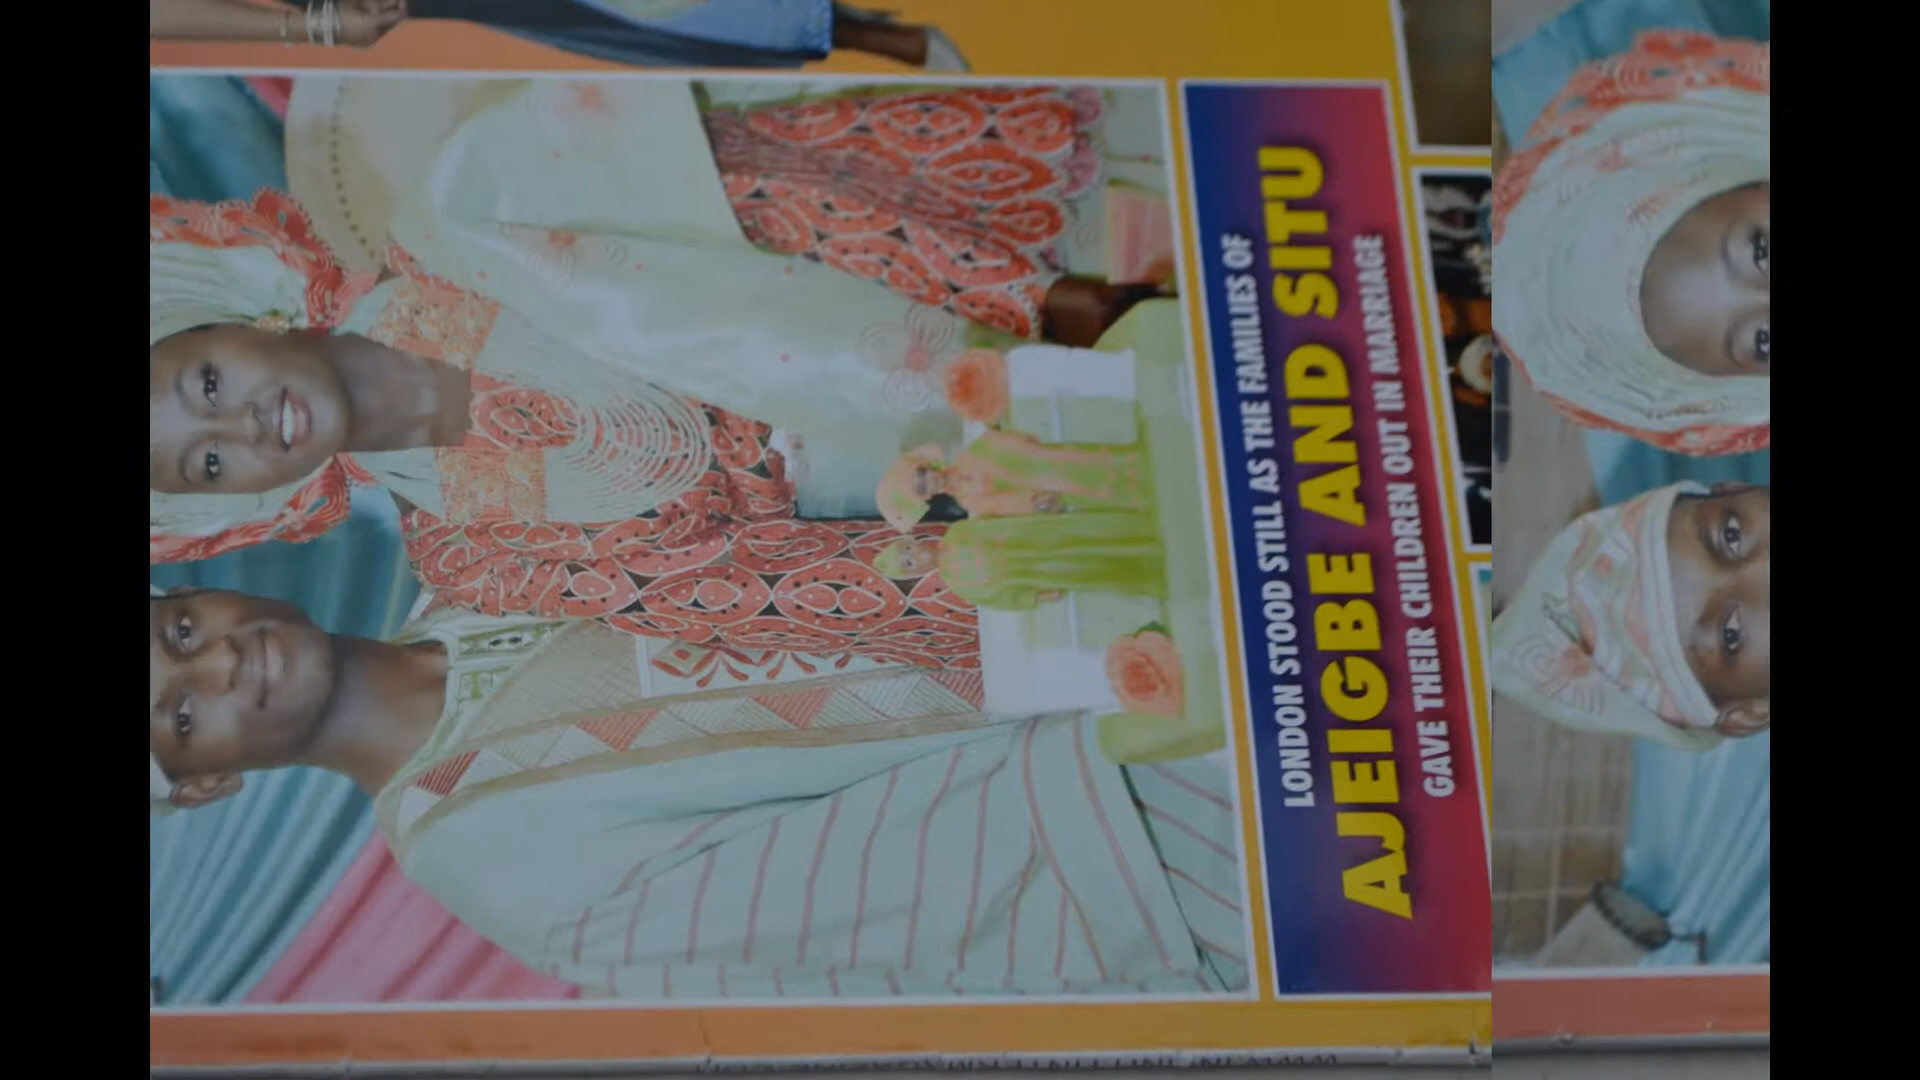 LONDON STOOD STILL AS THE FAMILIES OF
AJEIGBE AND SITU
GAVE THEIR CHILDREN OUT IN MARRIAGE